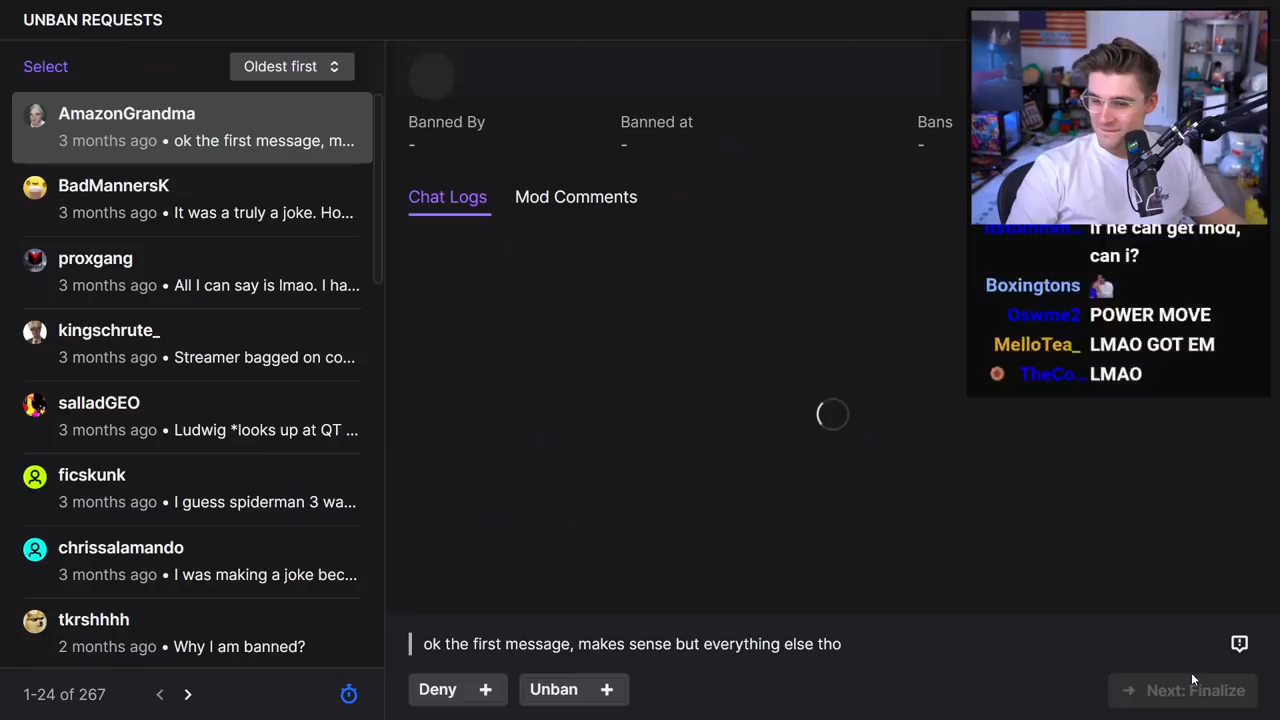 UNBAN REQUESTS
Select
Oldest first
AmazonGrandma
3 months ago • ok the first message, m...
BadMannersK
3 months ago • It was a truly a joke. Ho...
proxgang
3 months ago • All I can say is lmao. I ha...
kingschrute_
3 months ago • Streamer bagged on co...
salladGEO
3 months ago • Ludwig *looks up at QT ...
ficskunk
3 months ago • I guess spiderman 3 wa...
chrissalamando
3 months ago • I was making a joke bec...
tkrshhhh
2 months ago • Why I am banned?
1-24 of 267
Banned By
-
Banned at
-
Bans
-
Chat Logs
Mod Comments
If he can get mod,
can i?
Boxingtons
Oswme2 POWER MOVE
MelloTea_ LMAO GOT EM
TheCo... LMAO
ok the first message, makes sense but everything else tho
Deny +
Unban +
Next: Finalize